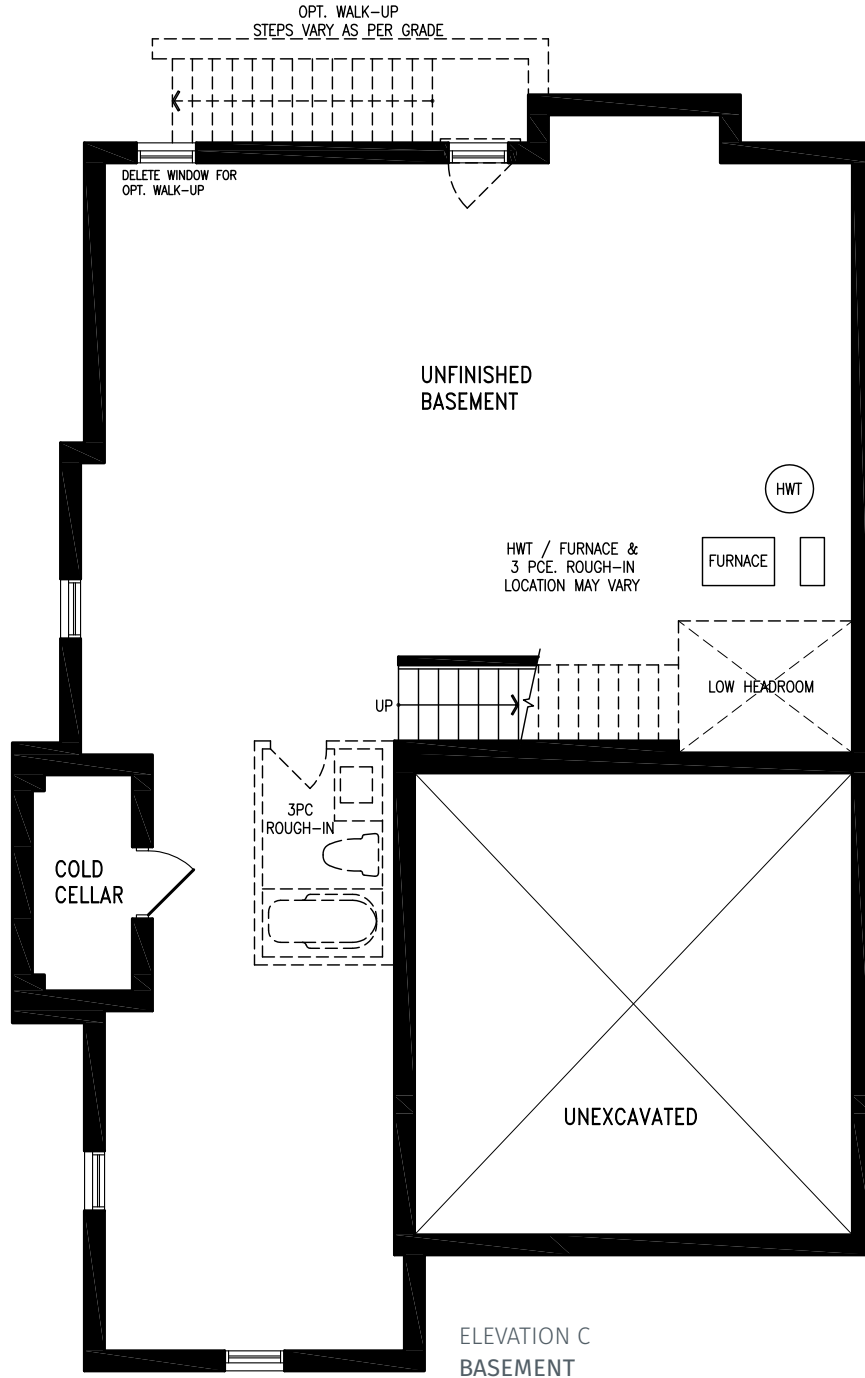 OPT. WALK-UP
STEPS VARY AS PER GRADE
DELETE WINDOW FOR
OPT. WALK-UP
UNFINISHED
BASEMENT
HWT
HWT / FURNACE &
3 PCE. ROUGH-IN
LOCATION MAY VARY
FURNACE
LOW HEADROOM
UP
3PC
ROUGH-IN
COLD
CELLAR
UNEXCAVATED
ELEVATION C
BASEMENT